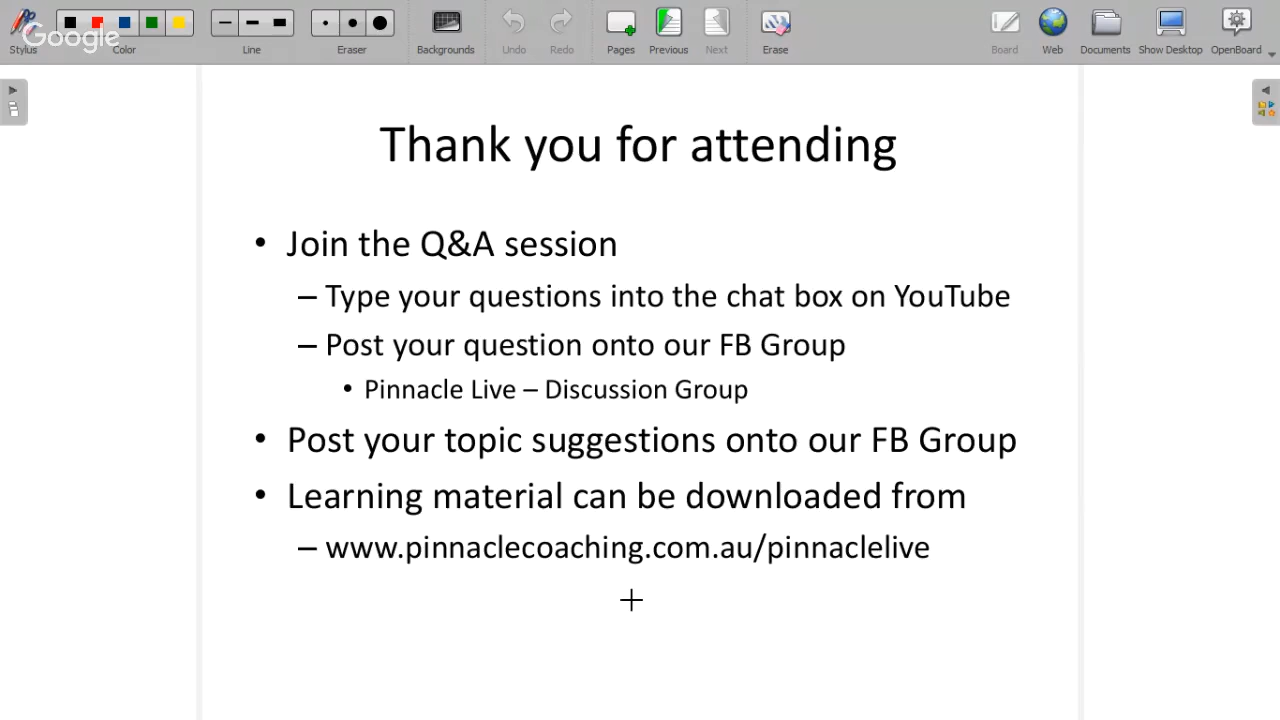 Google
Stylus
Color
Line
Eraser
Backgrounds
Undo
Redo
Pages
Previous
Next
Erase
Board
Web
Documents
Show Desktop
OpenBoard
Thank you for attending
• Join the Q&A session
– Type your questions into the chat box on YouTube
– Post your question onto our FB Group
• Pinnacle Live – Discussion Group
• Post your topic suggestions onto our FB Group
• Learning material can be downloaded from
– www.pinnaclecoaching.com.au/pinnaclelive